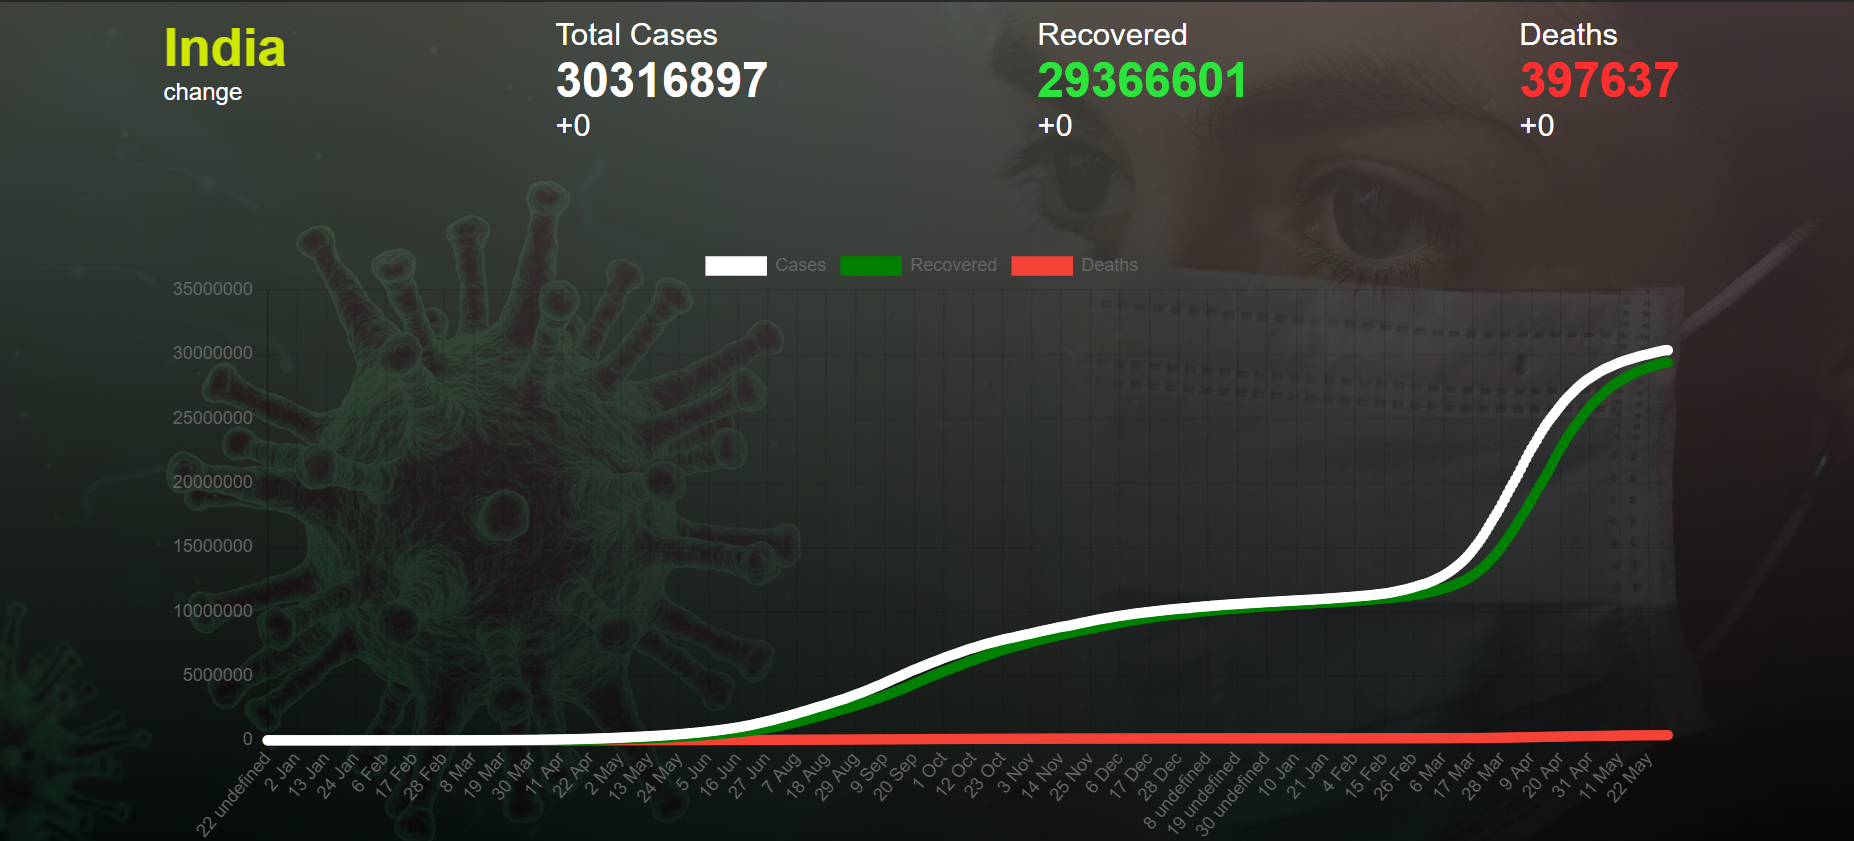 India
change
Total Cases
30316897
+0
Recovered
29366601
+0
Deaths
397637
+0
Cases Recovered Deaths
35000000
30000000
25000000
20000000
15000000
10000000
5000000
0
22 undefined
2 Jan
13 Jan
24 Jan
6 Feb
17 Feb
28 Feb
8 Mar
19 Mar
30 Mar
11 Apr
22 Apr
2 May
13 May
24 May
5 Jun
16 Jun
27 Jun
7 Aug
18 Aug
29 Aug
9 Sep
20 Sep
1 Oct
12 Oct
23 Oct
3 Nov
14 Nov
25 Nov
6 Dec
17 Dec
28 Dec
8 undefined
19 undefined
30 undefined
10 Jan
21 Jan
4 Feb
15 Feb
26 Feb
6 Mar
17 Mar
28 Mar
9 Apr
20 Apr
31 Apr
11 May
22 May